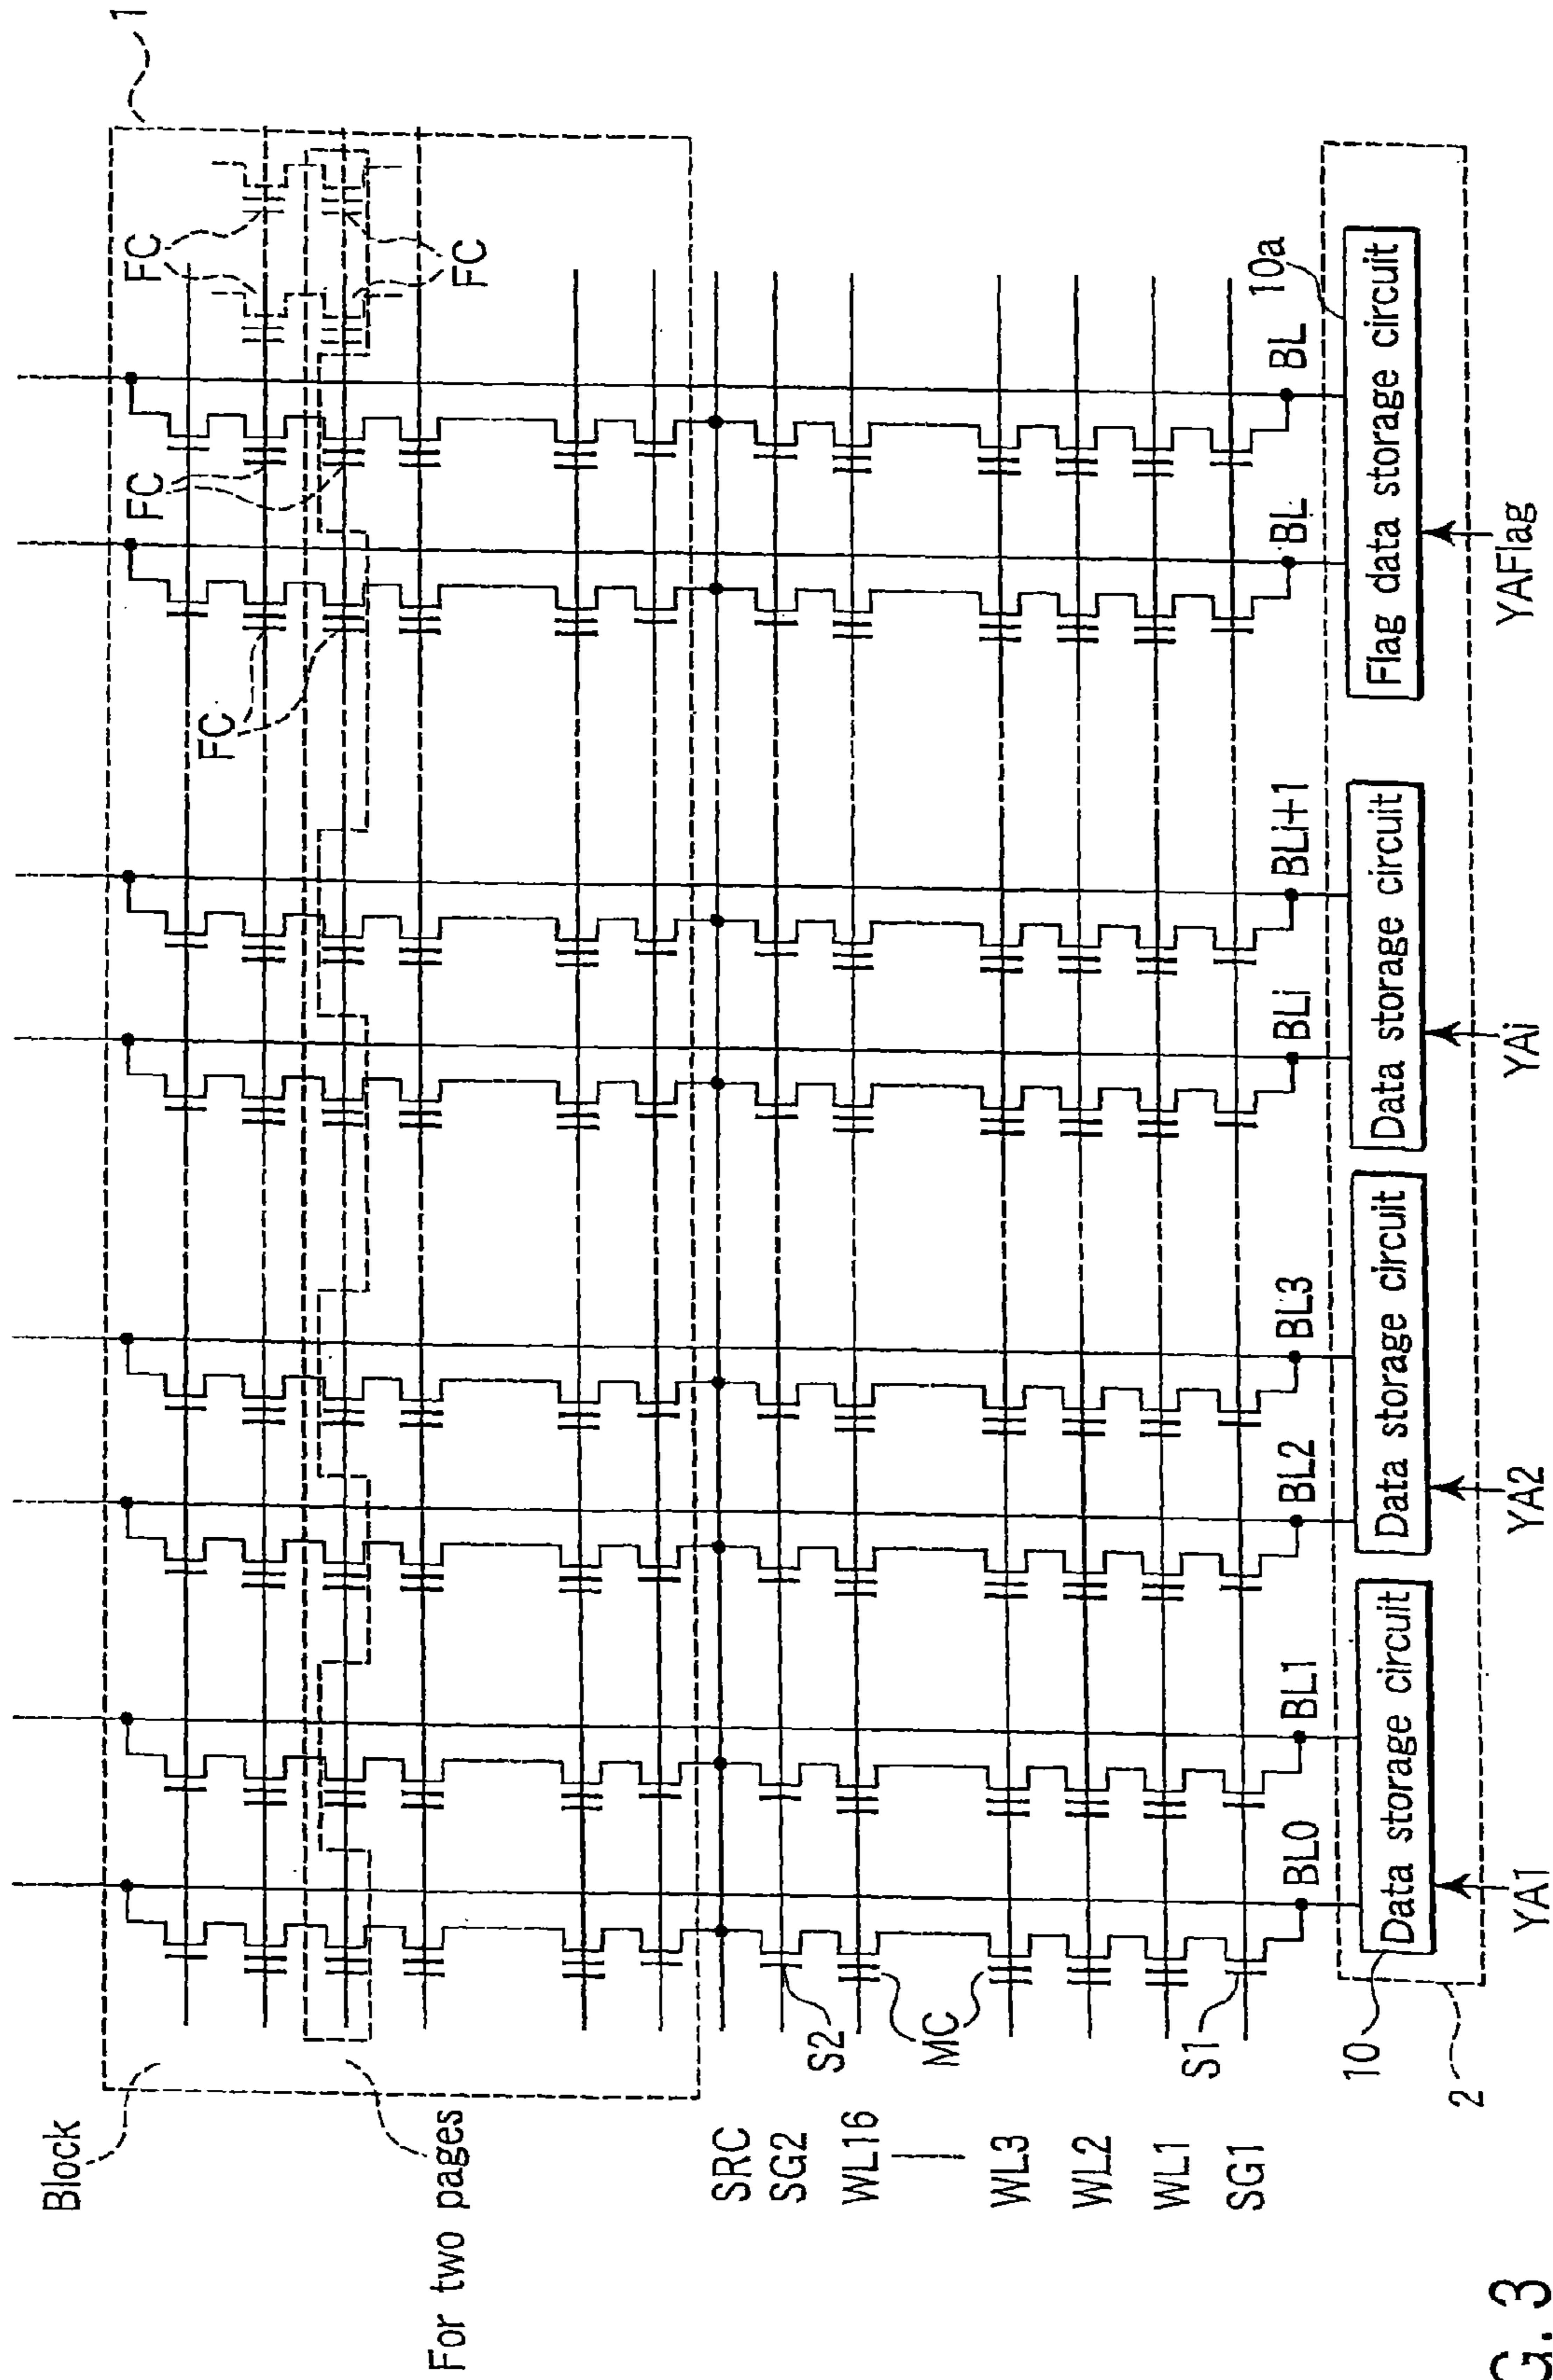 Block
For two pages
1
FC
FC
FC
FC
SRC
SG2
WL16
WL3
WL2
WL1
SG1
S2
MC
S1
BL0
BL1
BL2
BL3
BLi
BLi+1
BL
BL
10
Data storage circuit
Data storage circuit
Data storage circuit
Flag data storage circuit
10a
2
YA1
YA2
YAi
YAFlag
G. 3